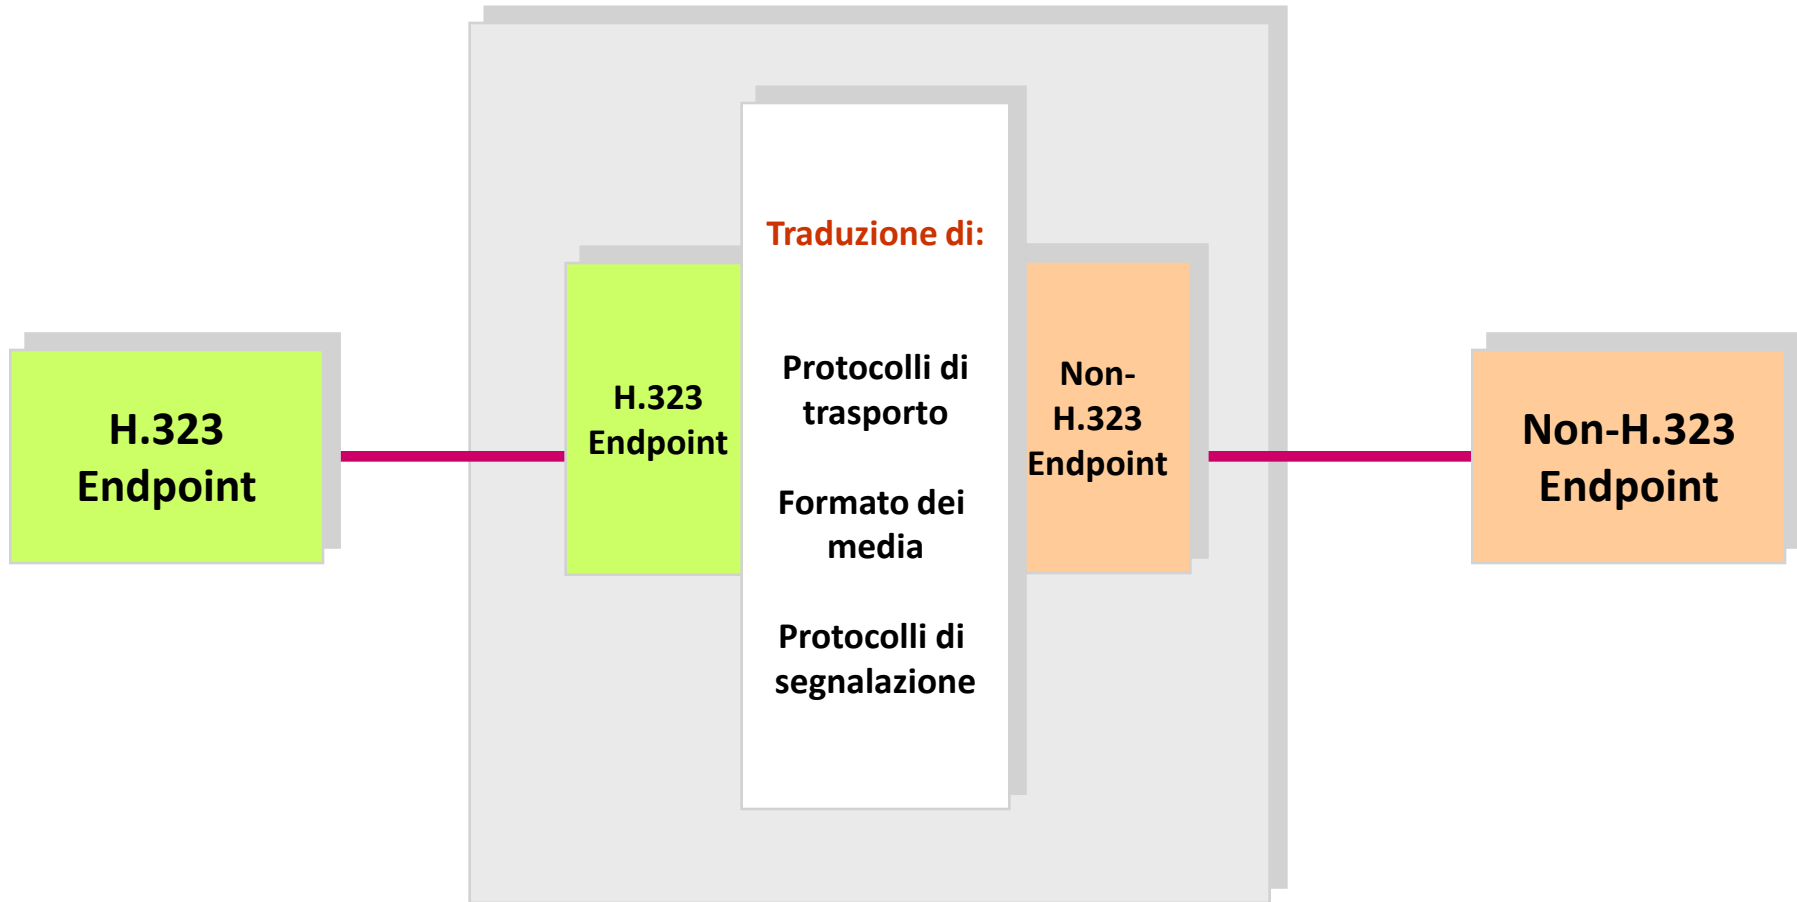 H.323
Endpoint
H.323
Endpoint
Traduzione di:
Protocolli di
trasporto
Formato dei
media
Protocolli di
segnalazione
Non-
H.323
Endpoint
Non-H.323
Endpoint